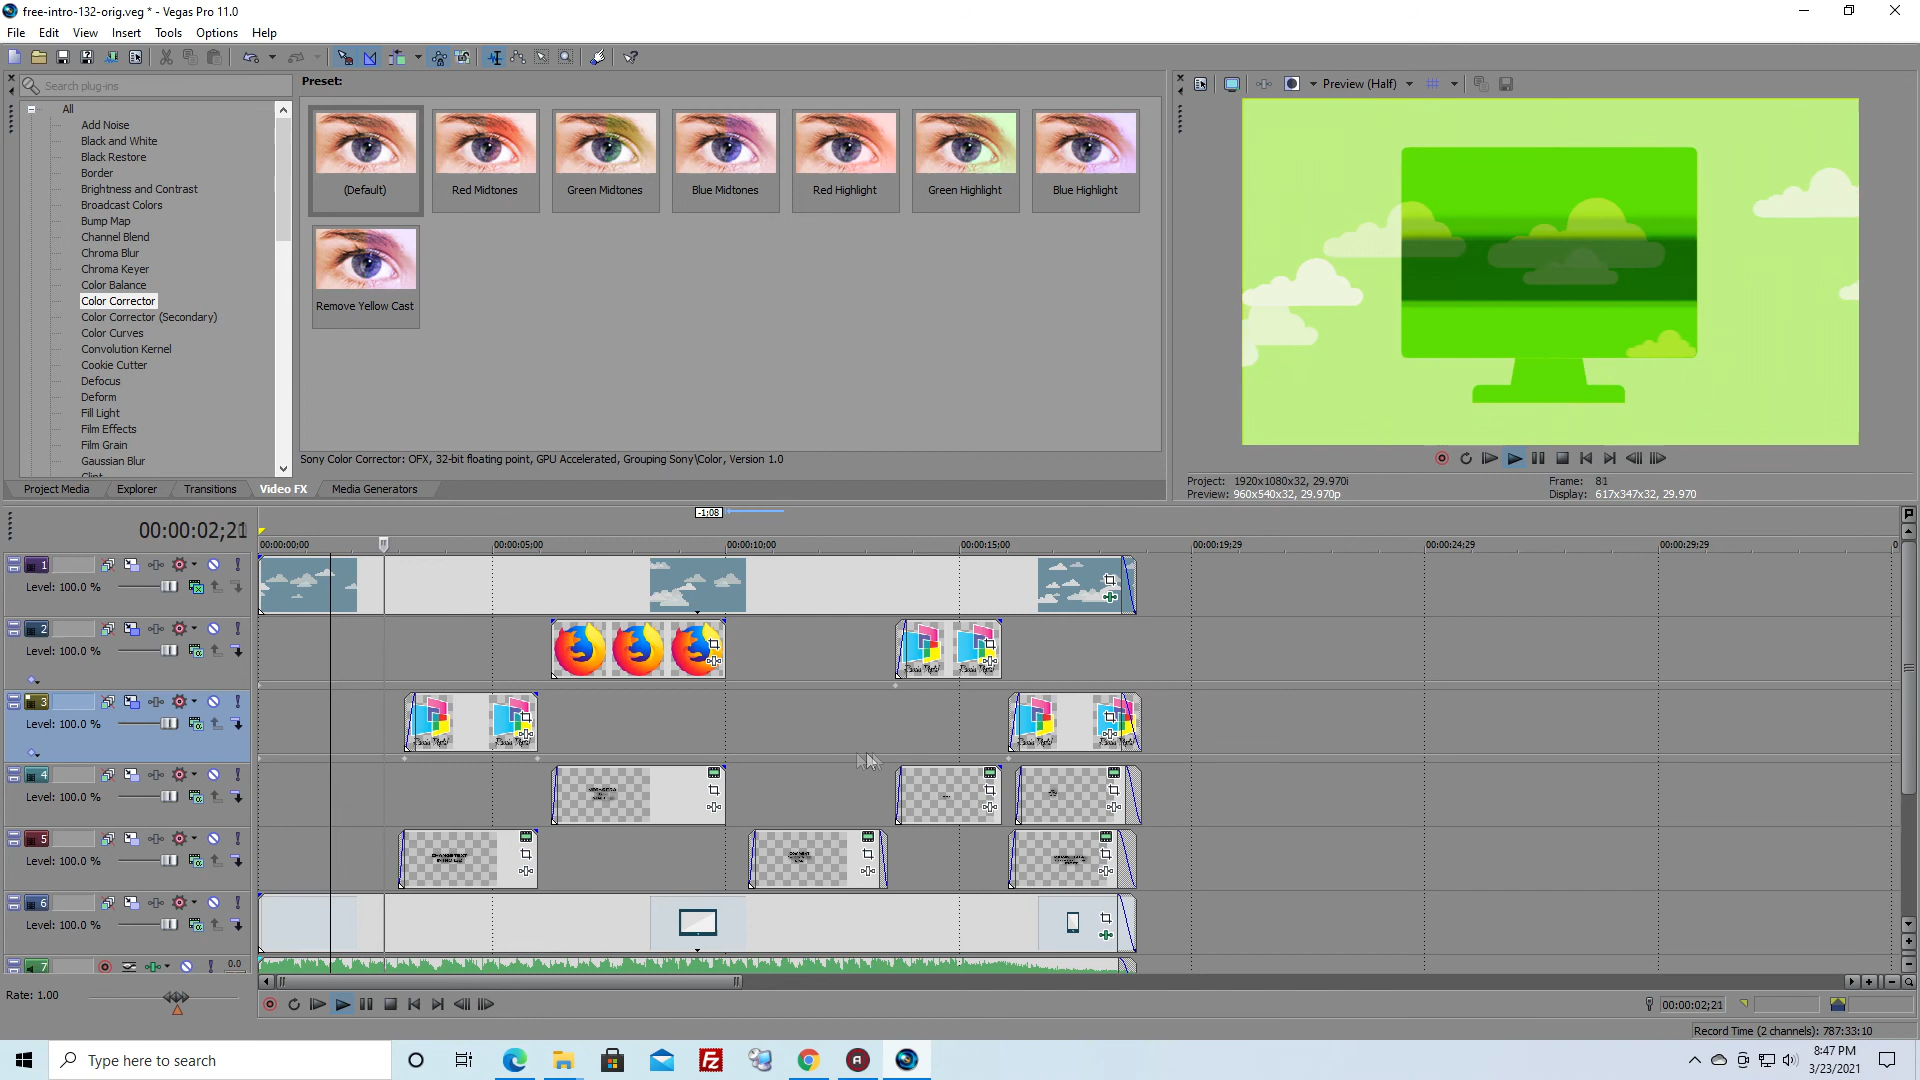 free-intro-132-orig.veg * - Vegas Pro 11.0
File Edit View Insert Tools Options Help
Search plug-ins
Preset:
Preview (Half)
All
Add Noise
Black and White
Black Restore
Border
Brightness and Contrast
Broadcast Colors
Bump Map
Channel Blend
Chroma Blur
Chroma Keyer
Color Balance
Color Corrector
Color Corrector (Secondary)
Color Curves
Convolution Kernel
Cookie Cutter
Defocus
Deform
Fill Light
Film Effects
Film Grain
Gaussian Blur
(Default) Red Midtones Green Midtones Blue Midtones Red Highlight Green Highlight Blue Highlight
Remove Yellow Cast
Sony Color Corrector: OFX, 32-bit floating point, GPU Accelerated, Grouping Sony\Color, Version 1.0
Project Media Explorer Transitions Video FX Media Generators
Project: 1920x1080x32, 29.970i Frame: 81
Preview: 960x540x32, 29.970p Display: 617x347x32, 29.970
-1:08
00:00:02;21
00:00:00;00 00:00:05;00 00:00:10;00 00:00:15;00 00:00:19;29 00:00:24;29 00:00:29;29 0
1
Level: 100.0 %
2
Level: 100.0 %
3
Level: 100.0 %
4
Level: 100.0 %
5
Level: 100.0 %
6
Level: 100.0 %
7 0.0
Rate: 1.00
00:00:02;21
Record Time (2 channels): 787:33:10
Type here to search
8:47 PM
3/23/2021